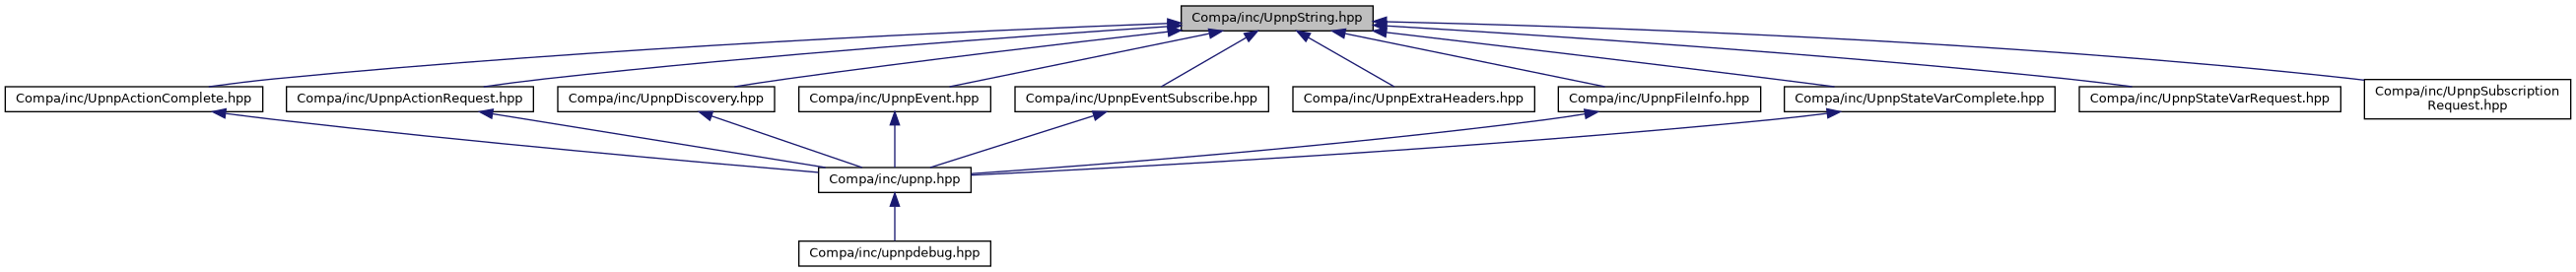 Compa/inc/UpnpString.hpp
Compa/inc/UpnpActionComplete.hpp
Compa/inc/UpnpActionRequest.hpp
Compa/inc/UpnpDiscovery.hpp
Compa/inc/UpnpEvent.hpp
Compa/inc/UpnpEventSubscribe.hpp
Compa/inc/UpnpExtraHeaders.hpp
Compa/inc/UpnpFileInfo.hpp
Compa/inc/UpnpStateVarComplete.hpp
Compa/inc/UpnpStateVarRequest.hpp
Compa/inc/UpnpSubscription
Request.hpp
Compa/inc/upnp.hpp
Compa/inc/upnpdebug.hpp